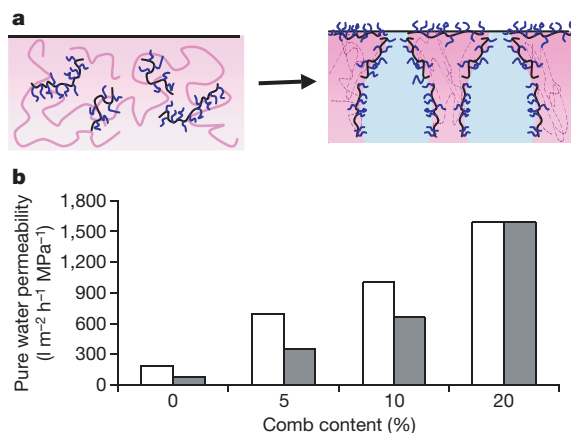 a
b
Pure water permeability
(l m⁻² h⁻¹ MPa⁻¹)
1,800
1,500
1,200
900
600
300
0
0 5 10 20
Comb content (%)